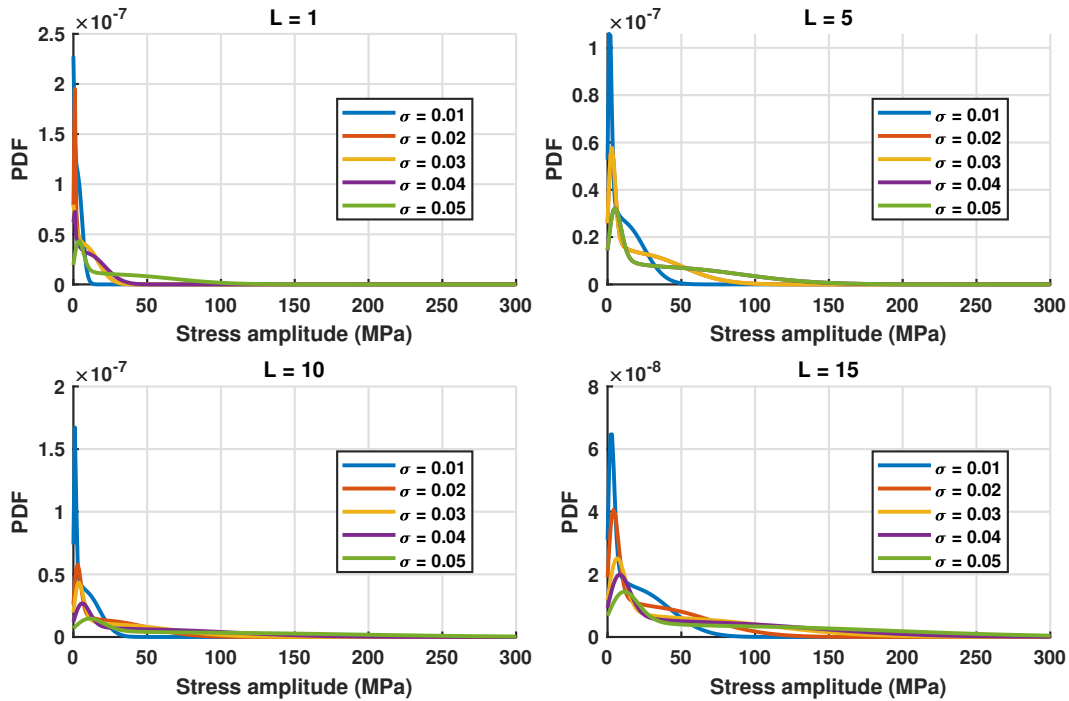 ×10^-7
L = 1
2.5
2
1.5
1
0.5
0
PDF
0 50 100 150 200 250 300
Stress amplitude (MPa)
σ = 0.01
σ = 0.02
σ = 0.03
σ = 0.04
σ = 0.05
×10^-7
L = 5
1
0.8
0.6
0.4
0.2
0
PDF
0 50 100 150 200 250 300
Stress amplitude (MPa)
σ = 0.01
σ = 0.02
σ = 0.03
σ = 0.04
σ = 0.05
×10^-7
L = 10
2
1.5
1
0.5
0
PDF
0 50 100 150 200 250 300
Stress amplitude (MPa)
σ = 0.01
σ = 0.02
σ = 0.03
σ = 0.04
σ = 0.05
×10^-8
L = 15
8
6
4
2
0
PDF
0 50 100 150 200 250 300
Stress amplitude (MPa)
σ = 0.01
σ = 0.02
σ = 0.03
σ = 0.04
σ = 0.05